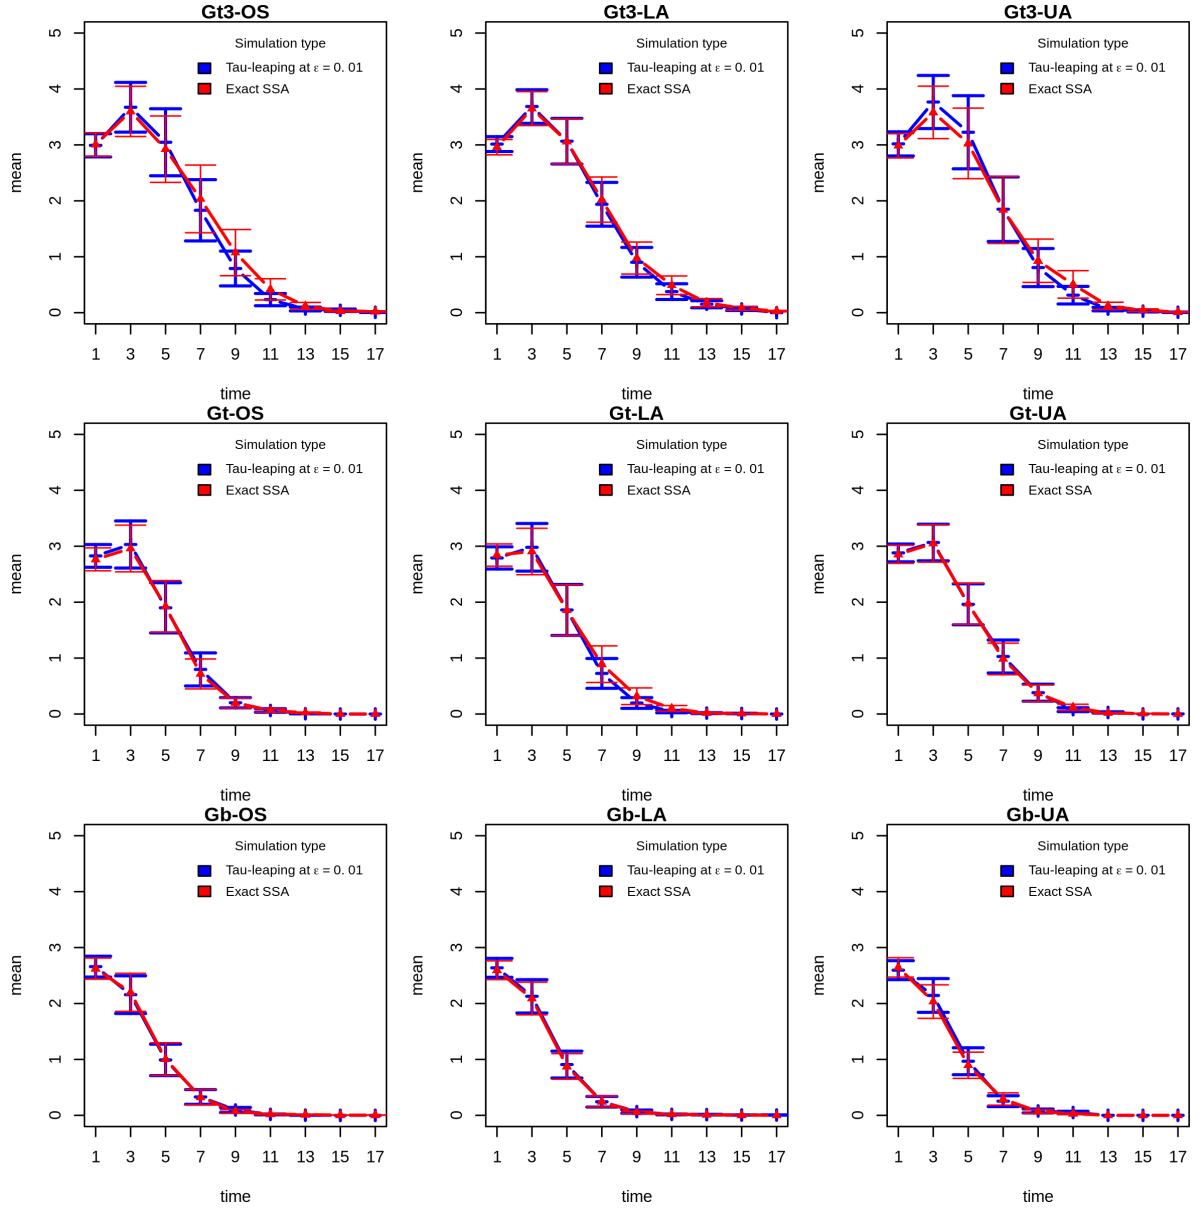 Gt3-OS
mean
5
4
3
2
1
0
Simulation type
Tau-leaping at ε = 0. 01
Exact SSA
1 3 5 7 9 11 13 15 17
time
Gt3-LA
mean
5
4
3
2
1
0
Simulation type
Tau-leaping at ε = 0. 01
Exact SSA
1 3 5 7 9 11 13 15 17
time
Gt3-UA
mean
5
4
3
2
1
0
Simulation type
Tau-leaping at ε = 0. 01
Exact SSA
1 3 5 7 9 11 13 15 17
time
Gt-OS
mean
5
4
3
2
1
0
Simulation type
Tau-leaping at ε = 0. 01
Exact SSA
1 3 5 7 9 11 13 15 17
time
Gt-LA
mean
5
4
3
2
1
0
Simulation type
Tau-leaping at ε = 0. 01
Exact SSA
1 3 5 7 9 11 13 15 17
time
Gt-UA
mean
5
4
3
2
1
0
Simulation type
Tau-leaping at ε = 0. 01
Exact SSA
1 3 5 7 9 11 13 15 17
time
Gb-OS
mean
5
4
3
2
1
0
Simulation type
Tau-leaping at ε = 0. 01
Exact SSA
1 3 5 7 9 11 13 15 17
time
Gb-LA
mean
5
4
3
2
1
0
Simulation type
Tau-leaping at ε = 0. 01
Exact SSA
1 3 5 7 9 11 13 15 17
time
Gb-UA
mean
5
4
3
2
1
0
Simulation type
Tau-leaping at ε = 0. 01
Exact SSA
1 3 5 7 9 11 13 15 17
time